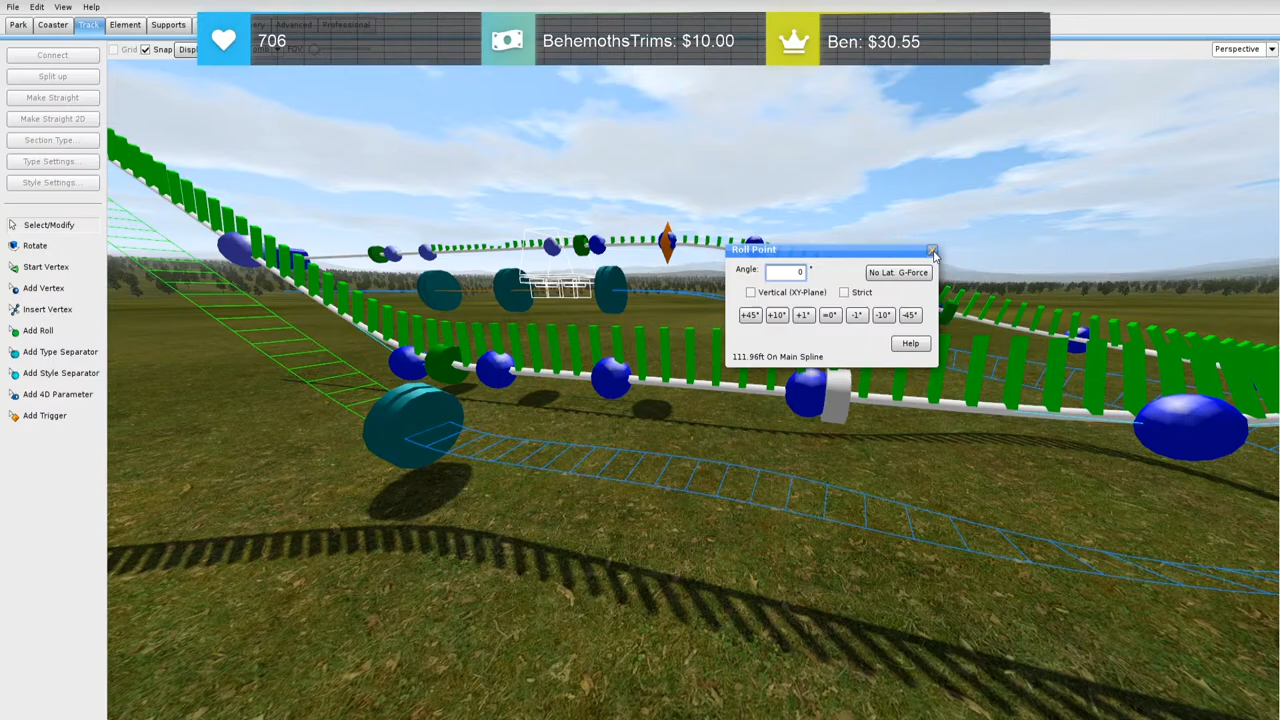 File Edit View Help
Park Coaster Track Element Supports Advanced Professional
706 BehemothsTrims: $10.00 Ben: $30.55
Grid Snap FOV: Perspective
Connect
Split up
Make Straight
Make Straight 2D
Section Type...
Type Settings...
Style Settings...
Select/Modify
Rotate
Start Vertex
Add Vertex
Insert Vertex
Add Roll
Add Type Separator
Add Style Separator
Add 4D Parameter
Add Trigger
Roll Point
Angle: 0 ° No Lat. G-Force
Vertical (XY-Plane) Strict
+45° +10° +1° =0° -1° -10° -45°
Help
111.96ft On Main Spline